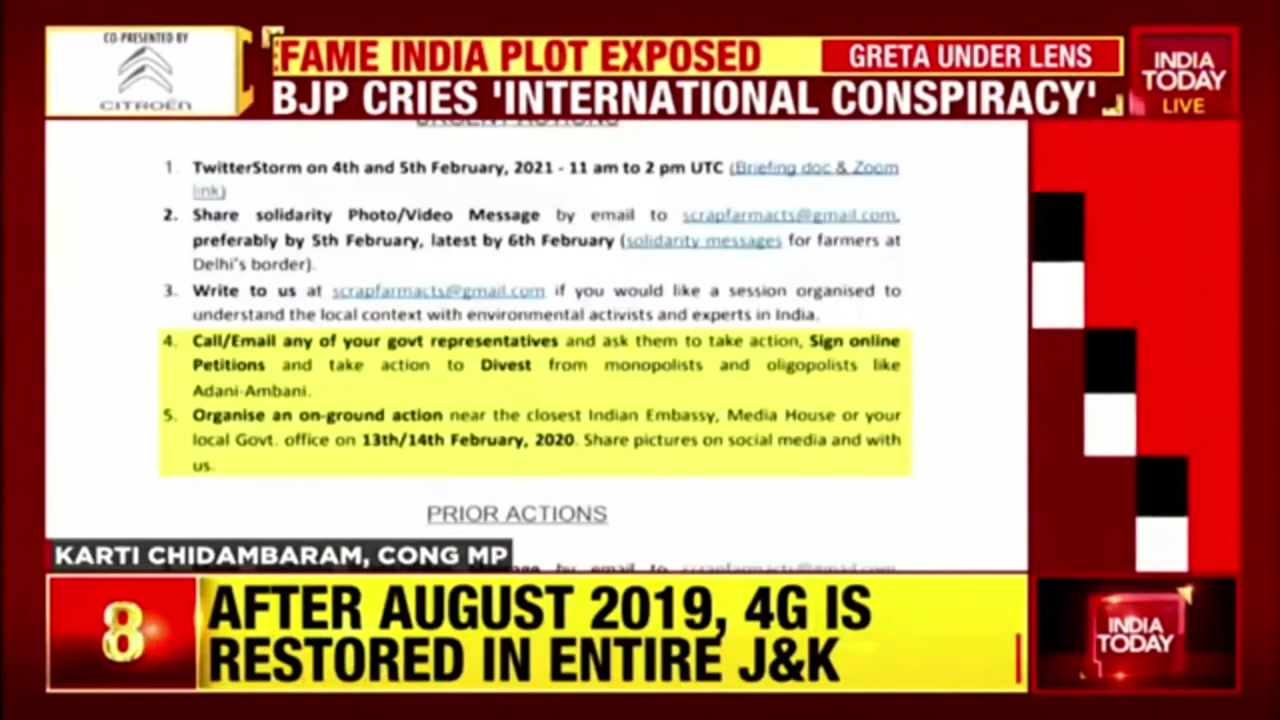 CO-PRESENTED BY
CITROËN
FAME INDIA PLOT EXPOSED
GRETA UNDER LENS
BJP CRIES 'INTERNATIONAL CONSPIRACY'
INDIA
TODAY
LIVE
URGENT ACTIONS
1. TwitterStorm on 4th and 5th February, 2021 - 11 am to 2 pm UTC (Briefing doc & Zoom
link)
2. Share solidarity Photo/Video Message by email to scrapfarmacts@gmail.com,
preferably by 5th February, latest by 6th February (solidarity messages for farmers at
Delhi's border).
3. Write to us at scrapfarmacts@gmail.com if you would like a session organised to
understand the local context with environmental activists and experts in India.
4. Call/Email any of your govt representatives and ask them to take action, Sign online
Petitions and take action to Divest from monopolists and oligopolists like
Adani-Ambani.
5. Organise an on-ground action near the closest Indian Embassy, Media House or your
local Govt. office on 13th/14th February, 2020. Share pictures on social media and with
us.
PRIOR ACTIONS
by email to scrapfarmacts@gmail.com
KARTI CHIDAMBARAM, CONG MP
8
AFTER AUGUST 2019, 4G IS
RESTORED IN ENTIRE J&K
INDIA
TODAY